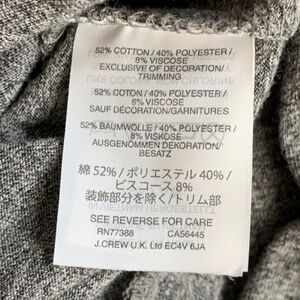 52% COTTON / 40% POLYESTER /
8% VISCOSE
EXCLUSIVE OF DECORATION/
TRIMMING
52% COTON / 40% POLYESTER /
8% VISCOSE
SAUF DÉCORATION/GARNITURES
52% BAUMWOLLE / 40% POLYESTER /
8% VISKOSE
AUSGENOMMEN DEKORATION/
BESATZ
綿 52% / ポリエステル 40% /
ビスコース 8%
装飾部分を除く/トリム部
SEE REVERSE FOR CARE
RN77388 CA56445
J.CREW U.K. Ltd EC4V 6JA